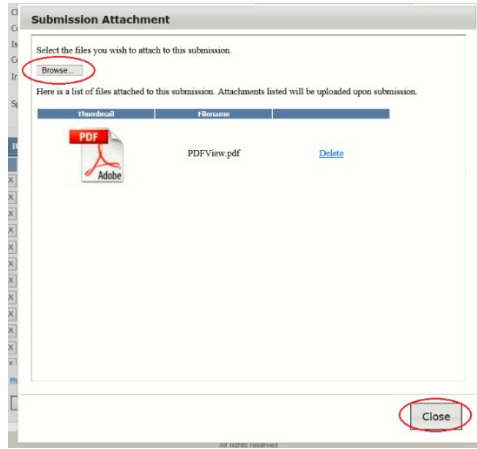 Submission Attachment
Select the files you wish to attach to this submission.
Browse...
Here is a list of files attached to this submission. Attachments listed will be uploaded upon submission.
Thumbnail Filename
PDF
Adobe
PDFView.pdf Delete
X
X
X
X
X
X
X
X
X
X
X
Close
All rights reserved